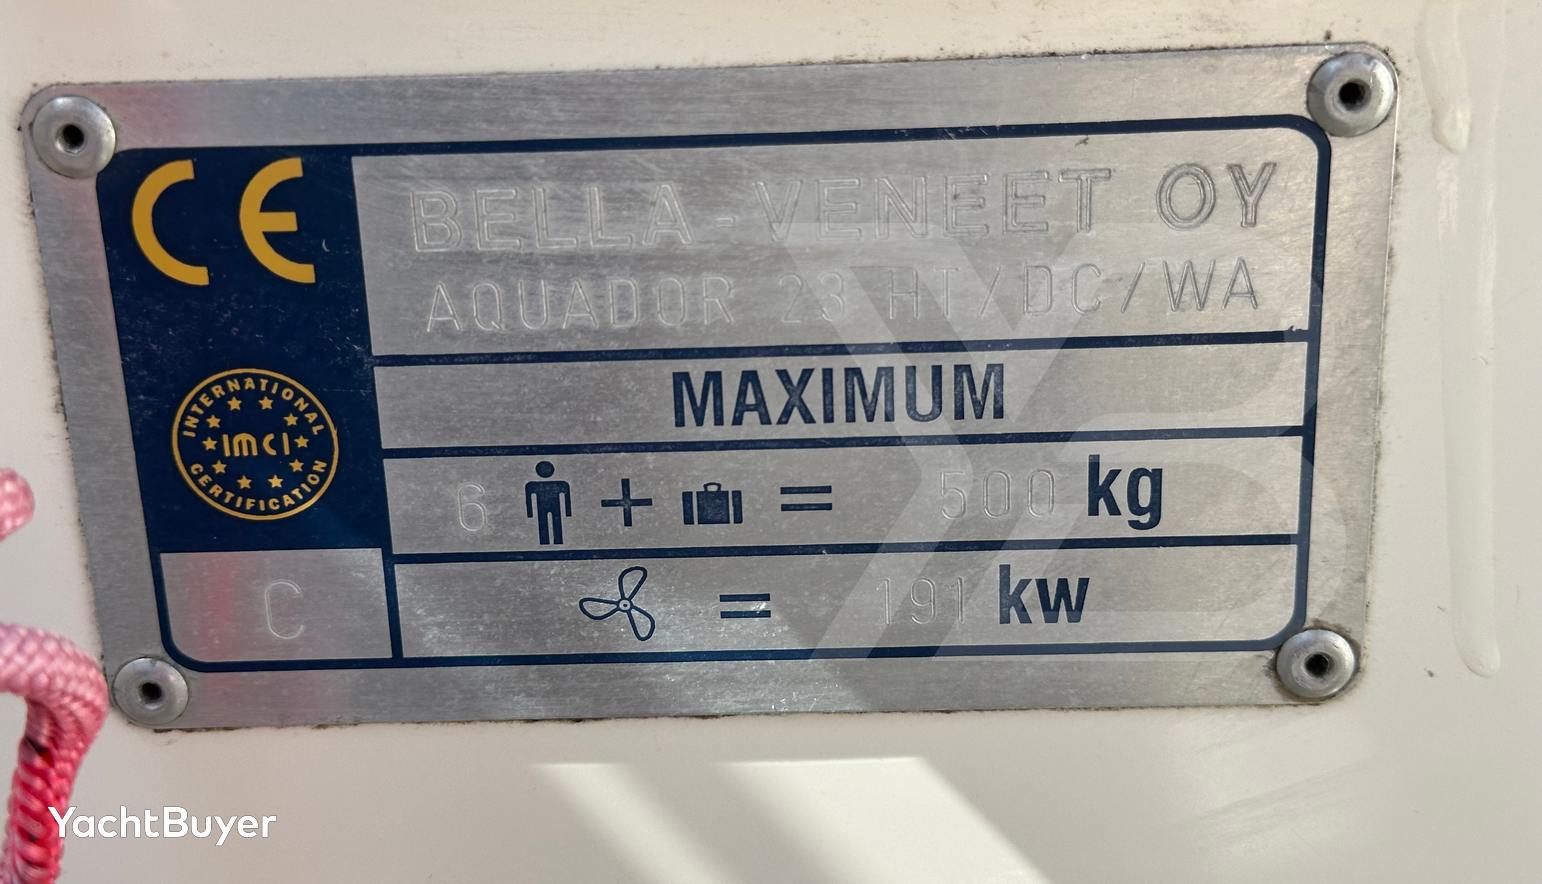 CE
BELLA-VENEET OY
AQUADOR 23 HT/DC/WA
MAXIMUM
INTERNATIONAL
IMCI
CERTIFICATION
6 + = 500 kg
C
= 191 kw
YB
YachtBuyer